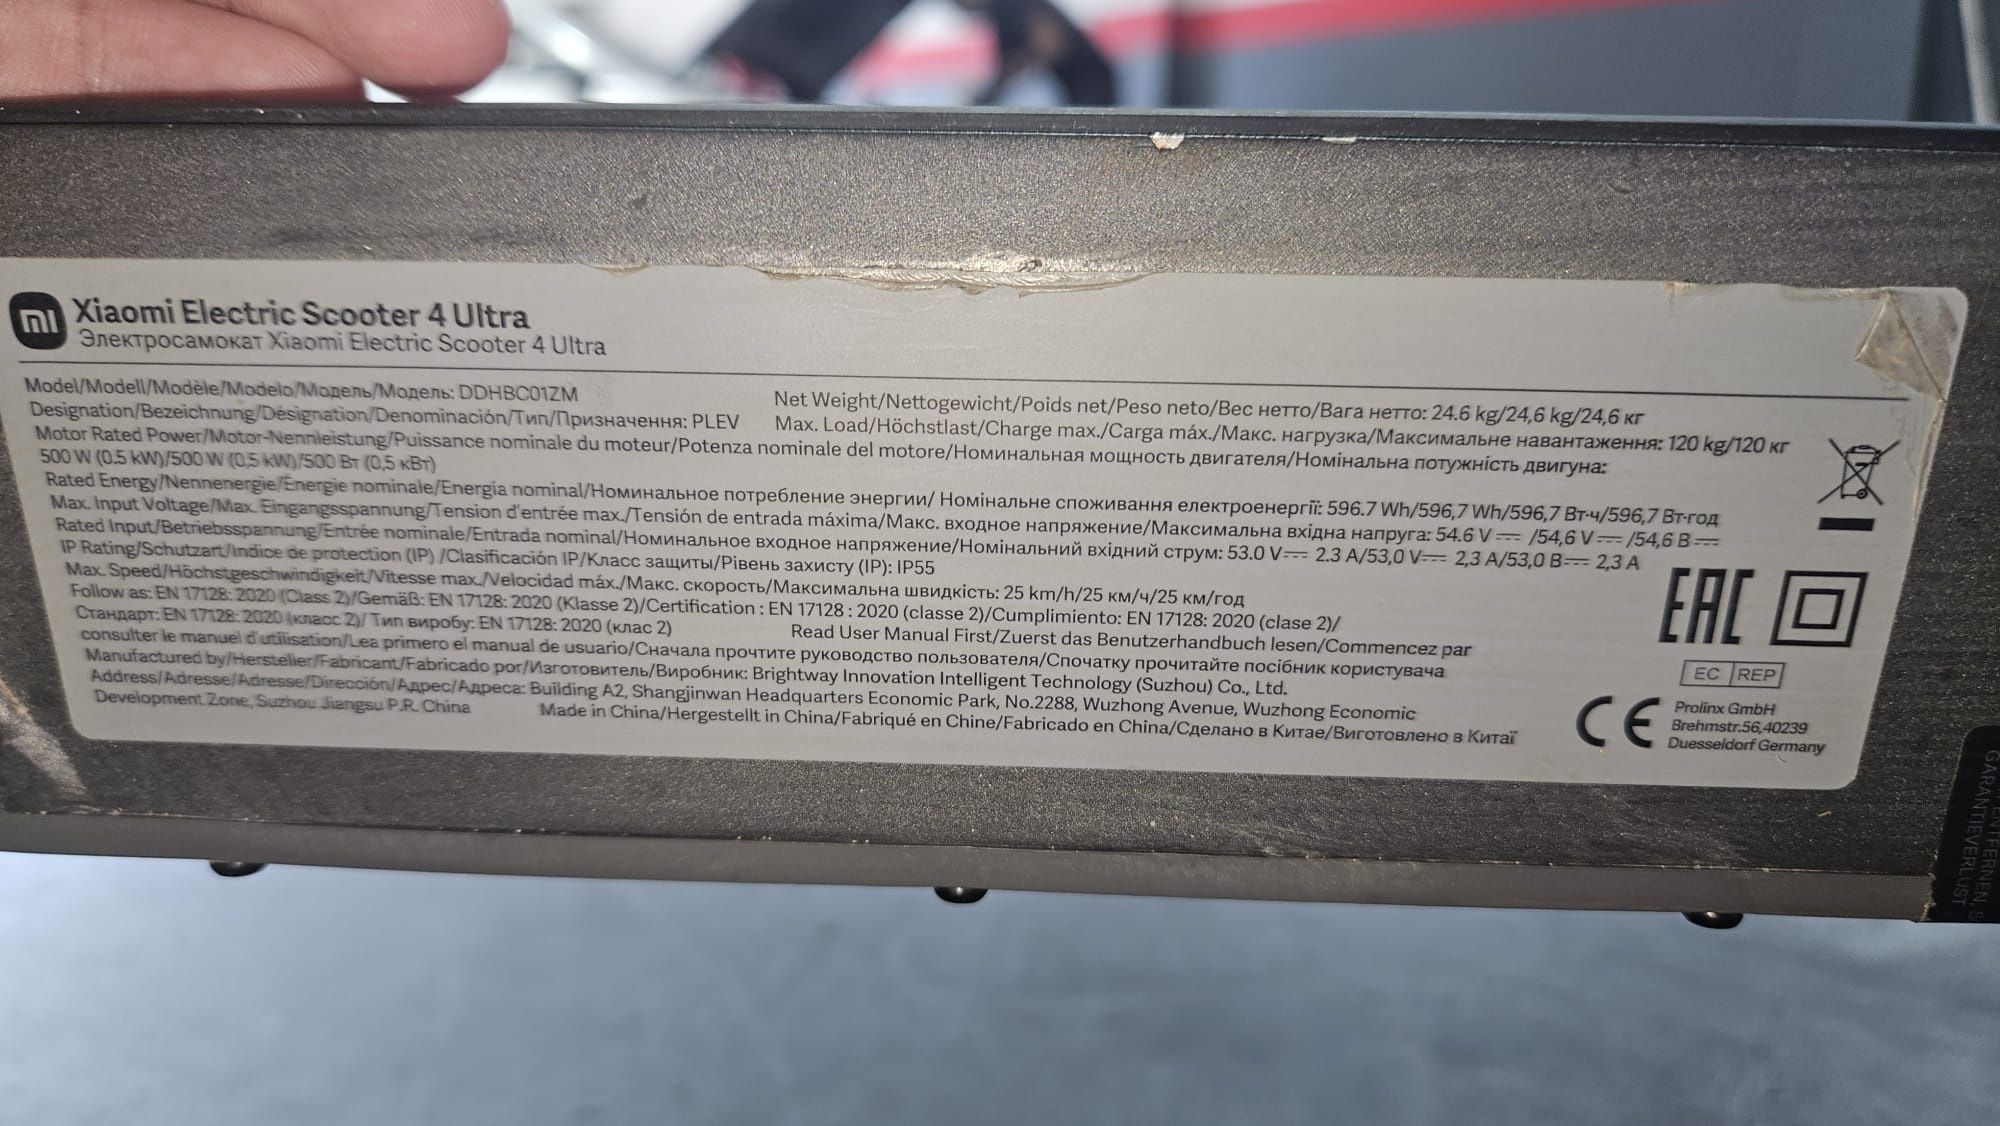 Xiaomi Electric Scooter 4 Ultra
Электросамокат Xiaomi Electric Scooter 4 Ultra
Model/Modell/Modèle/Modelo/Модель/Модель: DDHBC01ZM
Net Weight/Nettogewicht/Poids net/Peso neto/Вес нетто/Вага нетто: 24.6 kg/24,6 kg/24,6 кг
Designation/Bezeichnung/Désignation/Denominación/Тип/Призначення: PLEV
Max. Load/Höchstlast/Charge max./Carga máx./Макс. нагрузка/Максимальне навантаження: 120 kg/120 кг
Motor Rated Power/Motor-Nennleistung/Puissance nominale du moteur/Potenza nominale del motore/Номинальная мощность двигателя/Номінальна потужність двигуна:
500 W (0.5 kW)/500 W (0,5 kW)/500 Вт (0,5 кВт)
Rated Energy/Nennenergie/Énergie nominale/Energía nominal/Номинальное потребление энергии/ Номінальне споживання електроенергії: 596.7 Wh/596,7 Wh/596,7 Вт·ч/596,7 Вт·год
Max. Input Voltage/Max. Eingangsspannung/Tension d'entrée max./Tensión de entrada máxima/Макс. входное напряжение/Максимальна вхідна напруга: 54.6 V⎓ /54,6 V⎓ /54,6 В⎓
Rated Input/Betriebsspannung/Entrée nominale/Entrada nominal/Номинальное входное напряжение/Номінальний вхідний струм: 53.0 V⎓ 2.3 A/53,0 V⎓ 2,3 A/53,0 В⎓ 2,3 A
IP Rating/Schutzart/Indice de protection (IP) /Clasificación IP/Класс защиты/Рівень захисту (IP): IP55
Max. Speed/Höchstgeschwindigkeit/Vitesse max./Velocidad máx./Макс. скорость/Максимальна швидкість: 25 km/h/25 км/ч/25 км/год
Follow as: EN 17128: 2020 (Class 2)/Gemäß: EN 17128: 2020 (Klasse 2)/Certification : EN 17128 : 2020 (classe 2)/Cumplimiento: EN 17128: 2020 (clase 2)/
Стандарт: EN 17128: 2020 (класс 2)/ Тип виробу: EN 17128: 2020 (клас 2)
Read User Manual First/Zuerst das Benutzerhandbuch lesen/Commencez par
consulter le manuel d'utilisation/Lea primero el manual de usuario/Сначала прочтите руководство пользователя/Спочатку прочитайте посібник користувача
Manufactured by/Hersteller/Fabricant/Fabricado por/Изготовитель/Виробник: Brightway Innovation Intelligent Technology (Suzhou) Co., Ltd.
Address/Adresse/Adresse/Dirección/Адрес/Адреса: Building A2, Shangjinwan Headquarters Economic Park, No.2288, Wuzhong Avenue, Wuzhong Economic
Development Zone, Suzhou Jiangsu P.R. China
Made in China/Hergestellt in China/Fabriqué en Chine/Fabricado en China/Сделано в Китае/Виготовлено в Китаї
EAC
EC REP
CE
Prolinx GmbH
Brehmstr.56,40239
Duesseldorf Germany
GARANTIEVERLUST